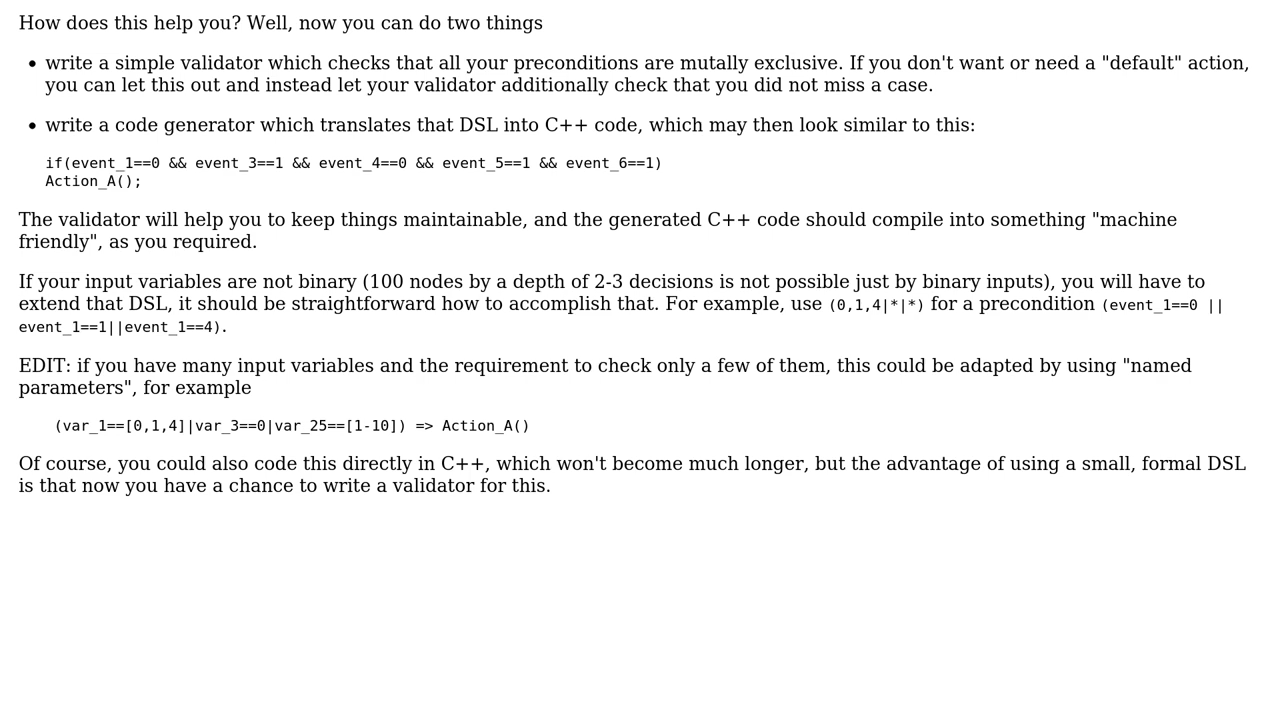 How does this help you? Well, now you can do two things
• write a simple validator which checks that all your preconditions are mutally exclusive. If you don't want or need a "default" action,
you can let this out and instead let your validator additionally check that you did not miss a case.
• write a code generator which translates that DSL into C++ code, which may then look similar to this:
if(event_1==0 && event_3==1 && event_4==0 && event_5==1 && event_6==1)
Action_A();
The validator will help you to keep things maintainable, and the generated C++ code should compile into something "machine
friendly", as you required.
If your input variables are not binary (100 nodes by a depth of 2-3 decisions is not possible just by binary inputs), you will have to
extend that DSL, it should be straightforward how to accomplish that. For example, use (0,1,4|*|*) for a precondition (event_1==0 ||
event_1==1||event_1==4).
EDIT: if you have many input variables and the requirement to check only a few of them, this could be adapted by using "named
parameters", for example
(var_1==[0,1,4]|var_3==0|var_25==[1-10]) => Action_A()
Of course, you could also code this directly in C++, which won't become much longer, but the advantage of using a small, formal DSL
is that now you have a chance to write a validator for this.